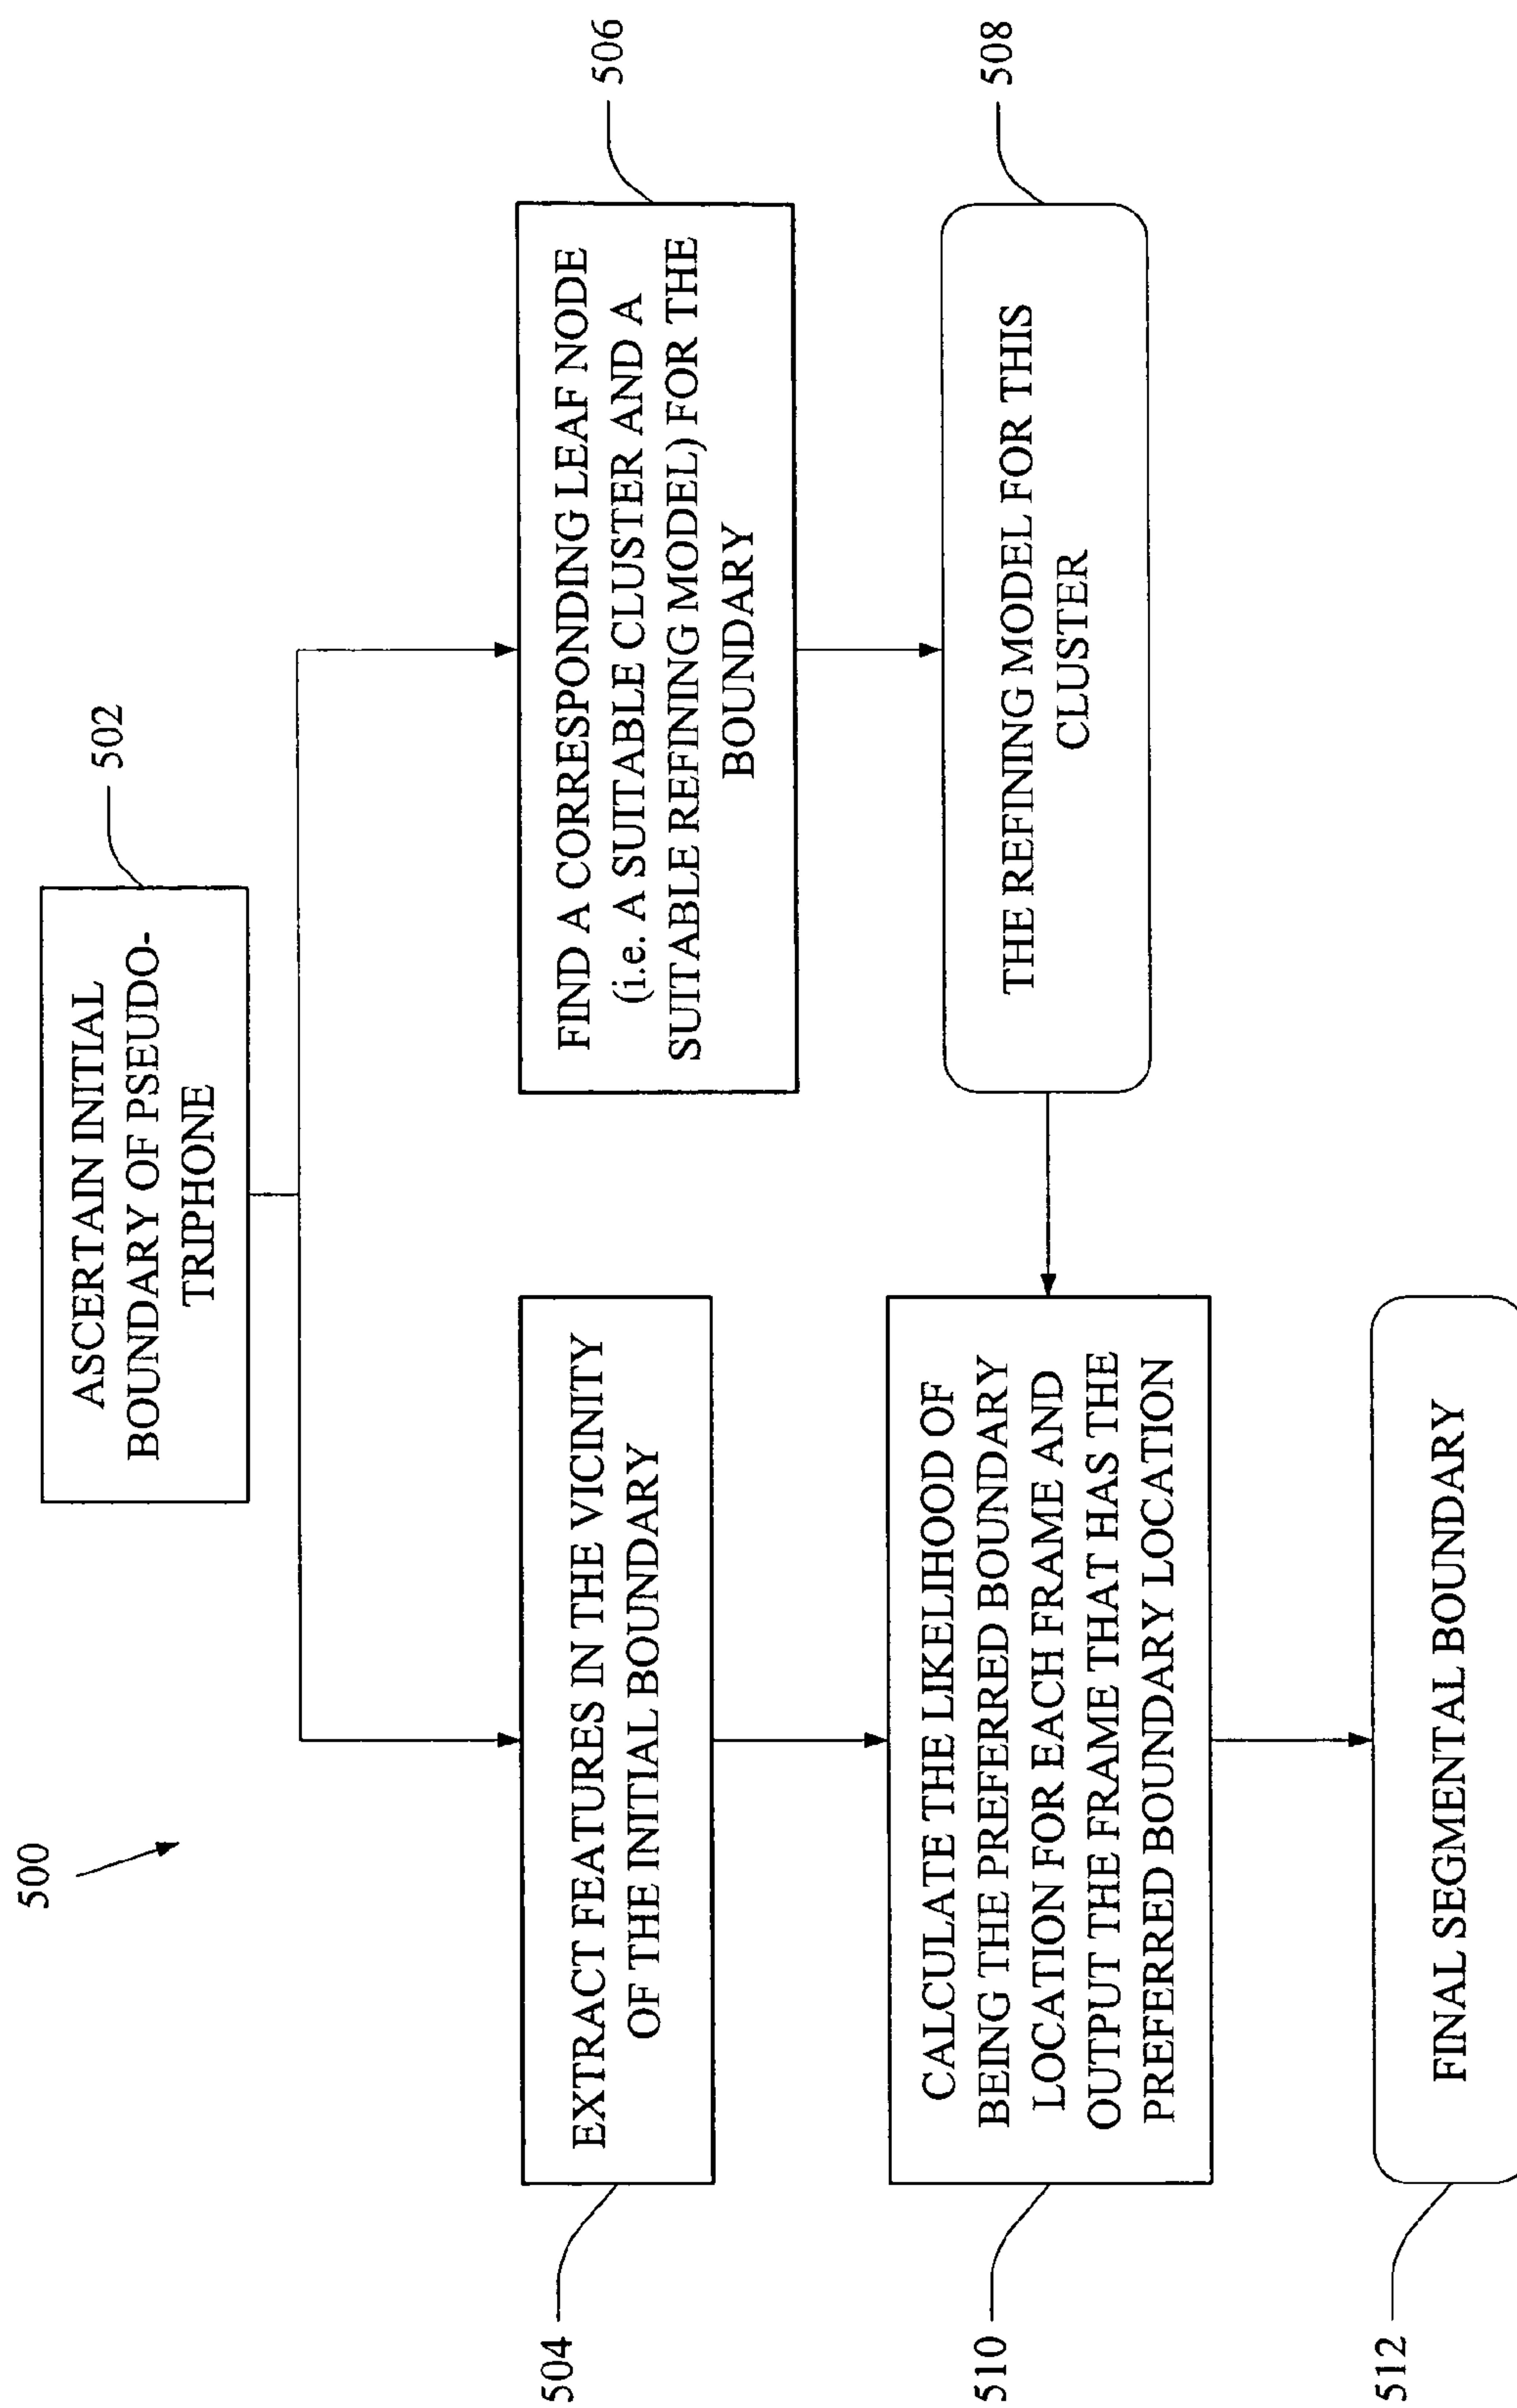 500
ASCERTAIN INITIAL
BOUNDARY OF PSEUDO-
TRIPHONE
502
EXTRACT FEATURES IN THE VICINITY
OF THE INITIAL BOUNDARY
504
FIND A CORRESPONDING LEAF NODE
(i.e. A SUITABLE CLUSTER AND A
SUITABLE REFINING MODEL) FOR THE
BOUNDARY
506
CALCULATE THE LIKELIHOOD OF
BEING THE PREFERRED BOUNDARY
LOCATION FOR EACH FRAME AND
OUTPUT THE FRAME THAT HAS THE
PREFERRED BOUNDARY LOCATION
510
THE REFINING MODEL FOR THIS
CLUSTER
508
FINAL SEGMENTAL BOUNDARY
512